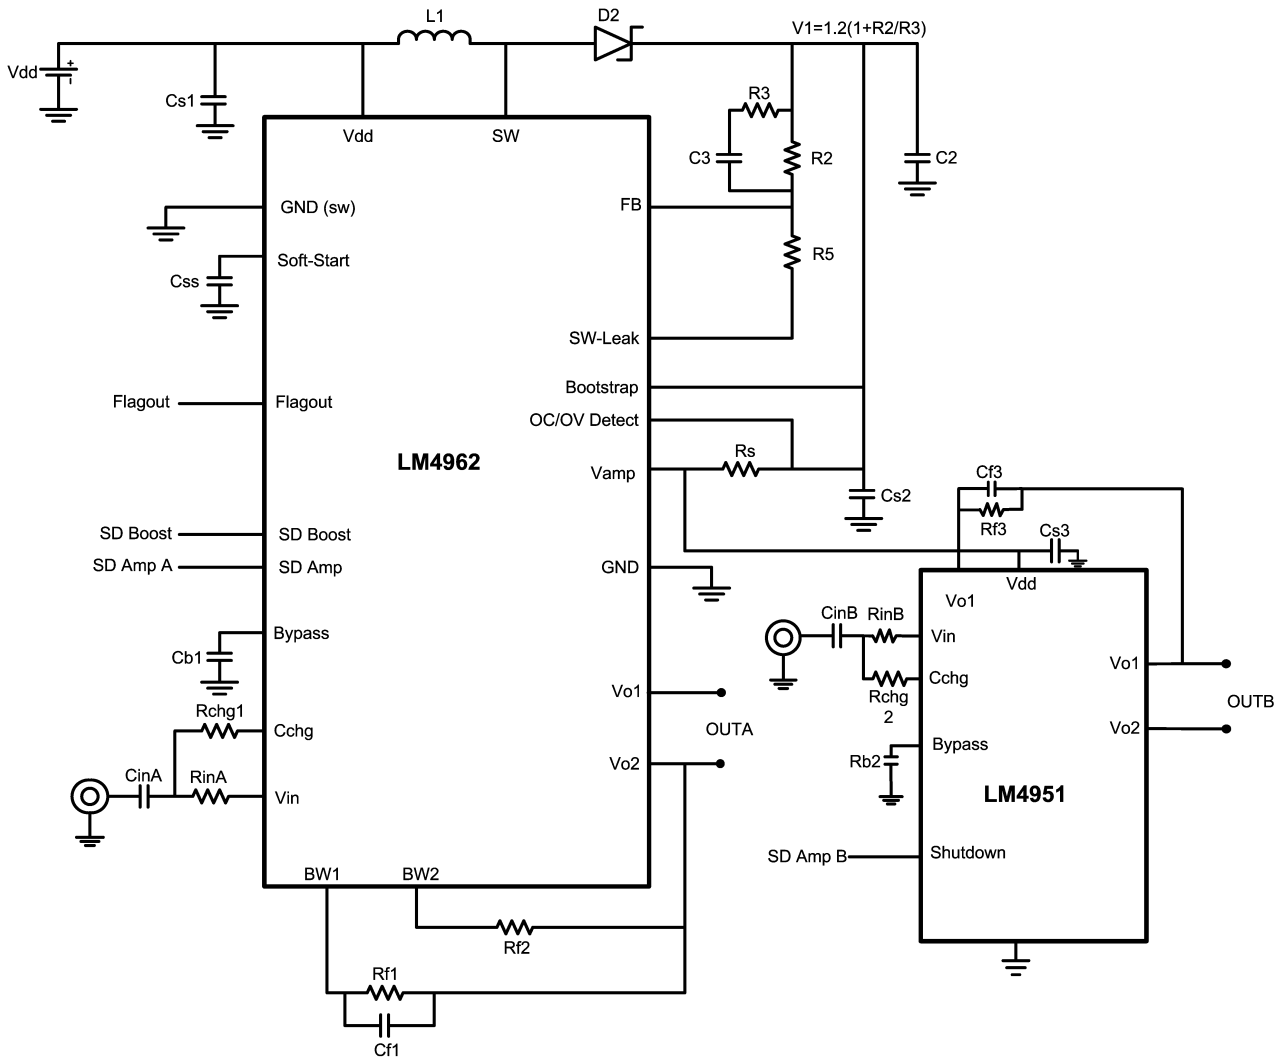 L1
D2
V1=1.2(1+R2/R3)
Vdd
+
-
Cs1
Vdd
SW
R3
C3
R2
C2
GND (sw)
FB
Soft-Start
Css
R5
SW-Leak
Bootstrap
Flagout
Flagout
OC/OV Detect
LM4962
Rs
Vamp
Cf3
Cs2
Rf3
SD Boost
SD Boost
Cs3
SD Amp A
SD Amp
GND
Vdd
Vo1
CinB
RinB
Vin
Bypass
Cb1
Vo1
Cchg
Vo1
Rchg
2
OUTB
Rchg1
Vo2
Cchg
OUTA
Bypass
Rb2
Vo2
CinA
RinA
Vin
LM4951
SD Amp B
Shutdown
BW1
BW2
Rf2
Rf1
Cf1